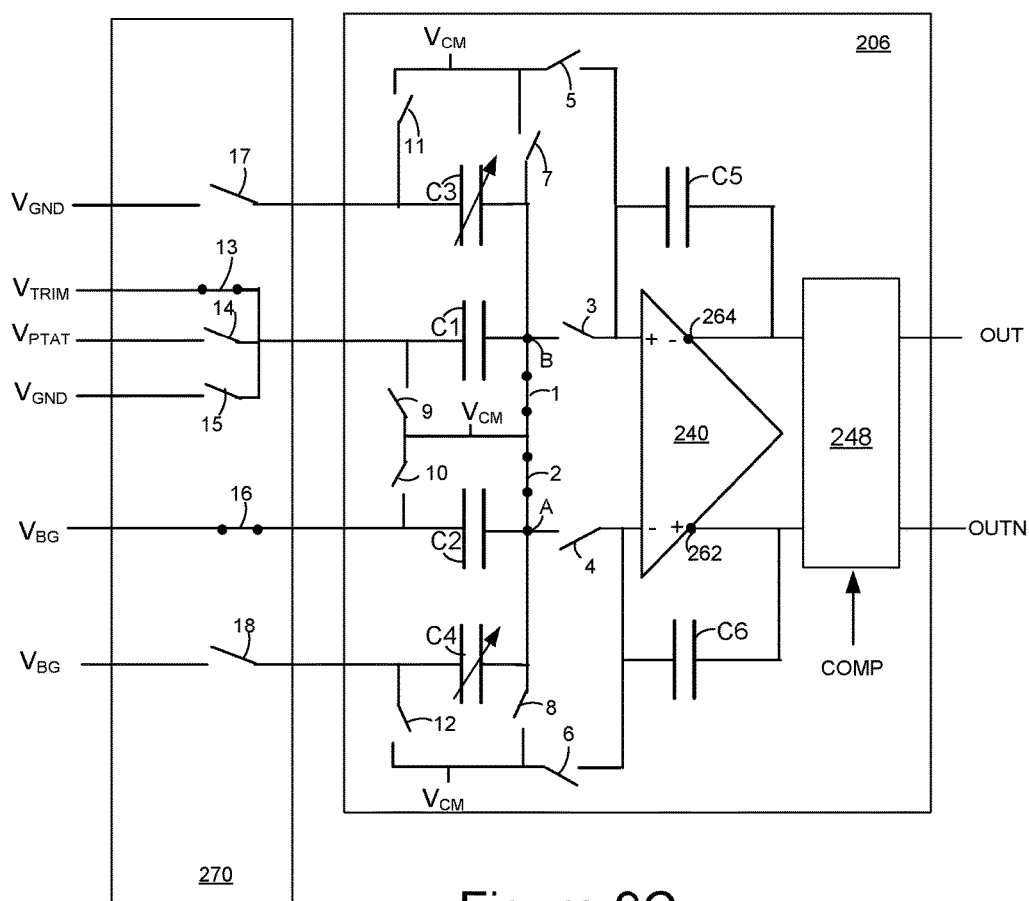 206
V_CM
5
11
7
17
V_GND
C3
C5
V_TRIM
13
14
V_PTAT
C1
B
3
+ -
264
OUT
V_GND
15
9
1
V_CM
240
248
10
2
16
V_BG
C2
A
4
- +
262
OUTN
18
V_BG
C4
C6
COMP
12
8
6
V_CM
270